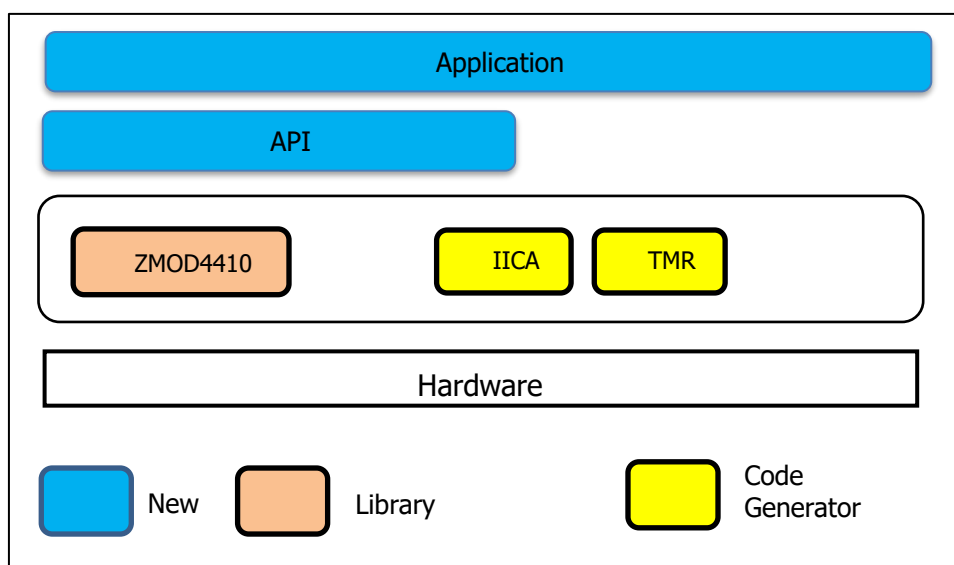 Application
API
ZMOD4410
IICA
TMR
Hardware
New
Library
Code
Generator